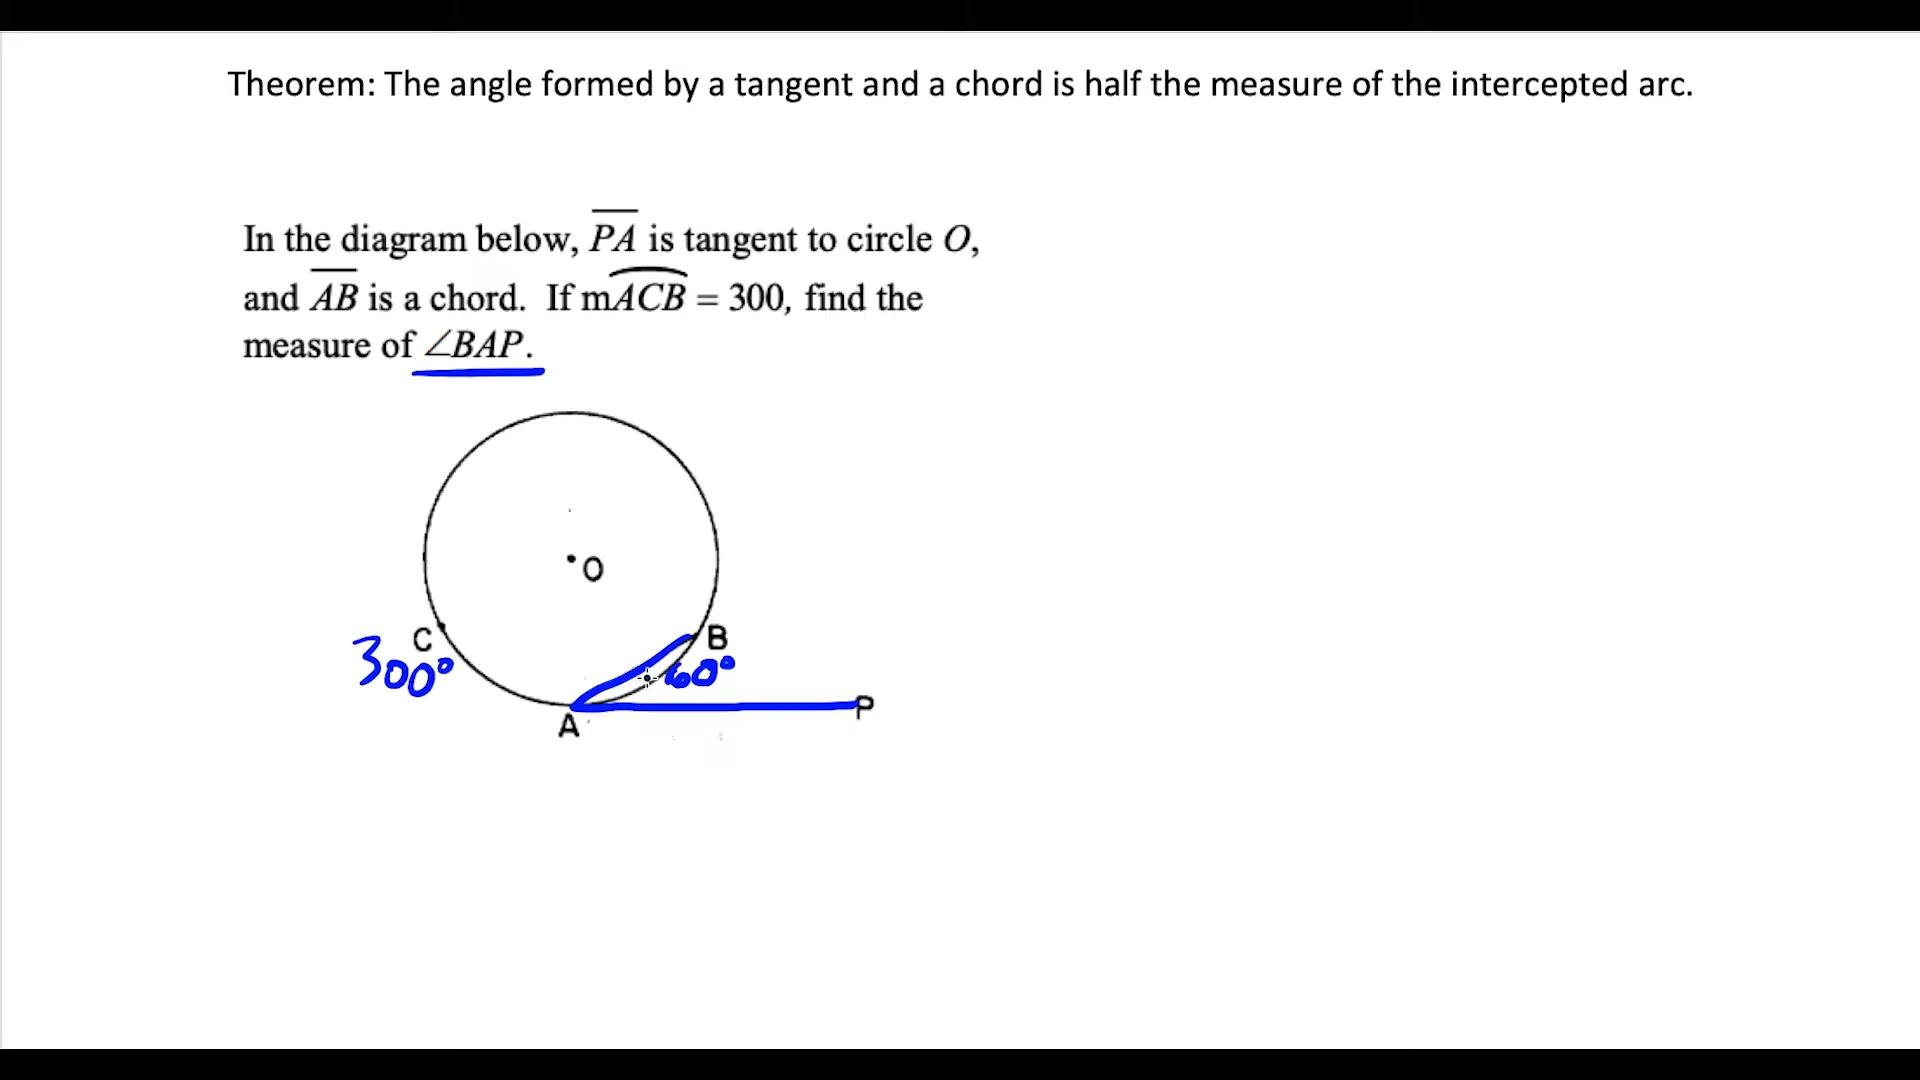 Theorem: The angle formed by a tangent and a chord is half the measure of the intercepted arc.
In the diagram below, PA is tangent to circle O,
and AB is a chord. If mACB = 300, find the
measure of ∠BAP.
O
C
B
300°
60°
A
P